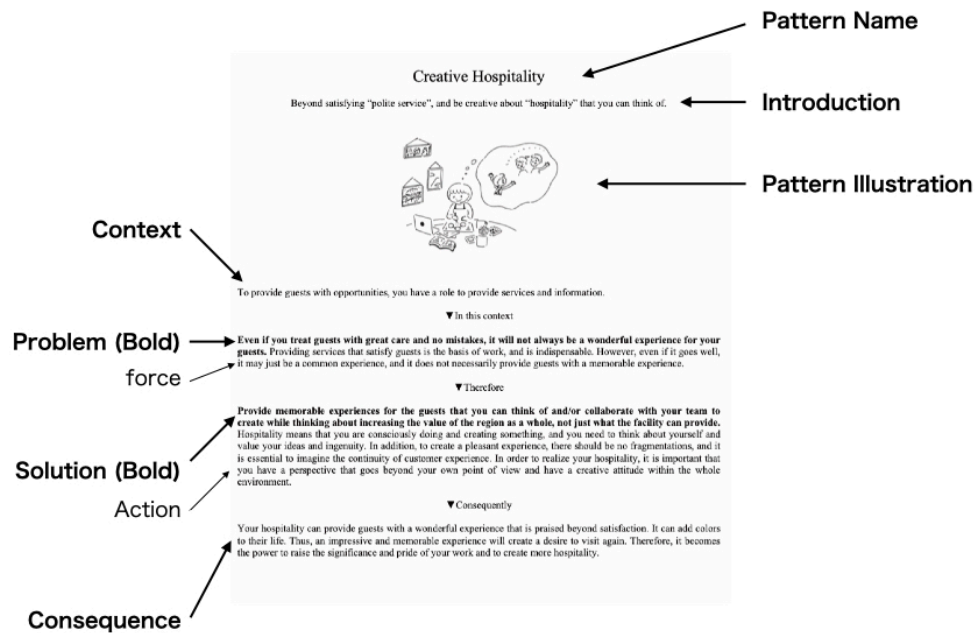 Pattern Name
Creative Hospitality
Introduction
Beyond satisfying “polite service”, and be creative about “hospitality” that you can think of.
Pattern Illustration
Context
To provide guests with opportunities, you have a role to provide services and information.
▼In this context
Problem (Bold)
Even if you treat guests with great care and no mistakes, it will not always be a wonderful experience for your
guests. Providing services that satisfy guests is the basis of work, and is indispensable. However, even if it goes well,
force
it may just be a common experience, and it does not necessarily provide guests with a memorable experience.
▼Therefore
Provide memorable experiences for the guests that you can think of and/or collaborate with your team to
create while thinking about increasing the value of the region as a whole, not just what the facility can provide.
Hospitality means that you are consciously doing and creating something, and you need to think about yourself and
value your ideas and ingenuity. In addition, to create a pleasant experience, there should be no fragmentations, and it
Solution (Bold)
is essential to imagine the continuity of customer experience. In order to realize your hospitality, it is important that
you have a perspective that goes beyond your own point of view and have a creative attitude within the whole
environment.
Action
▼Consequently
Your hospitality can provide guests with a wonderful experience that is praised beyond satisfaction. It can add colors
to their life. Thus, an impressive and memorable experience will create a desire to visit again. Therefore, it becomes
the power to raise the significance and pride of your work and to create more hospitality.
Consequence